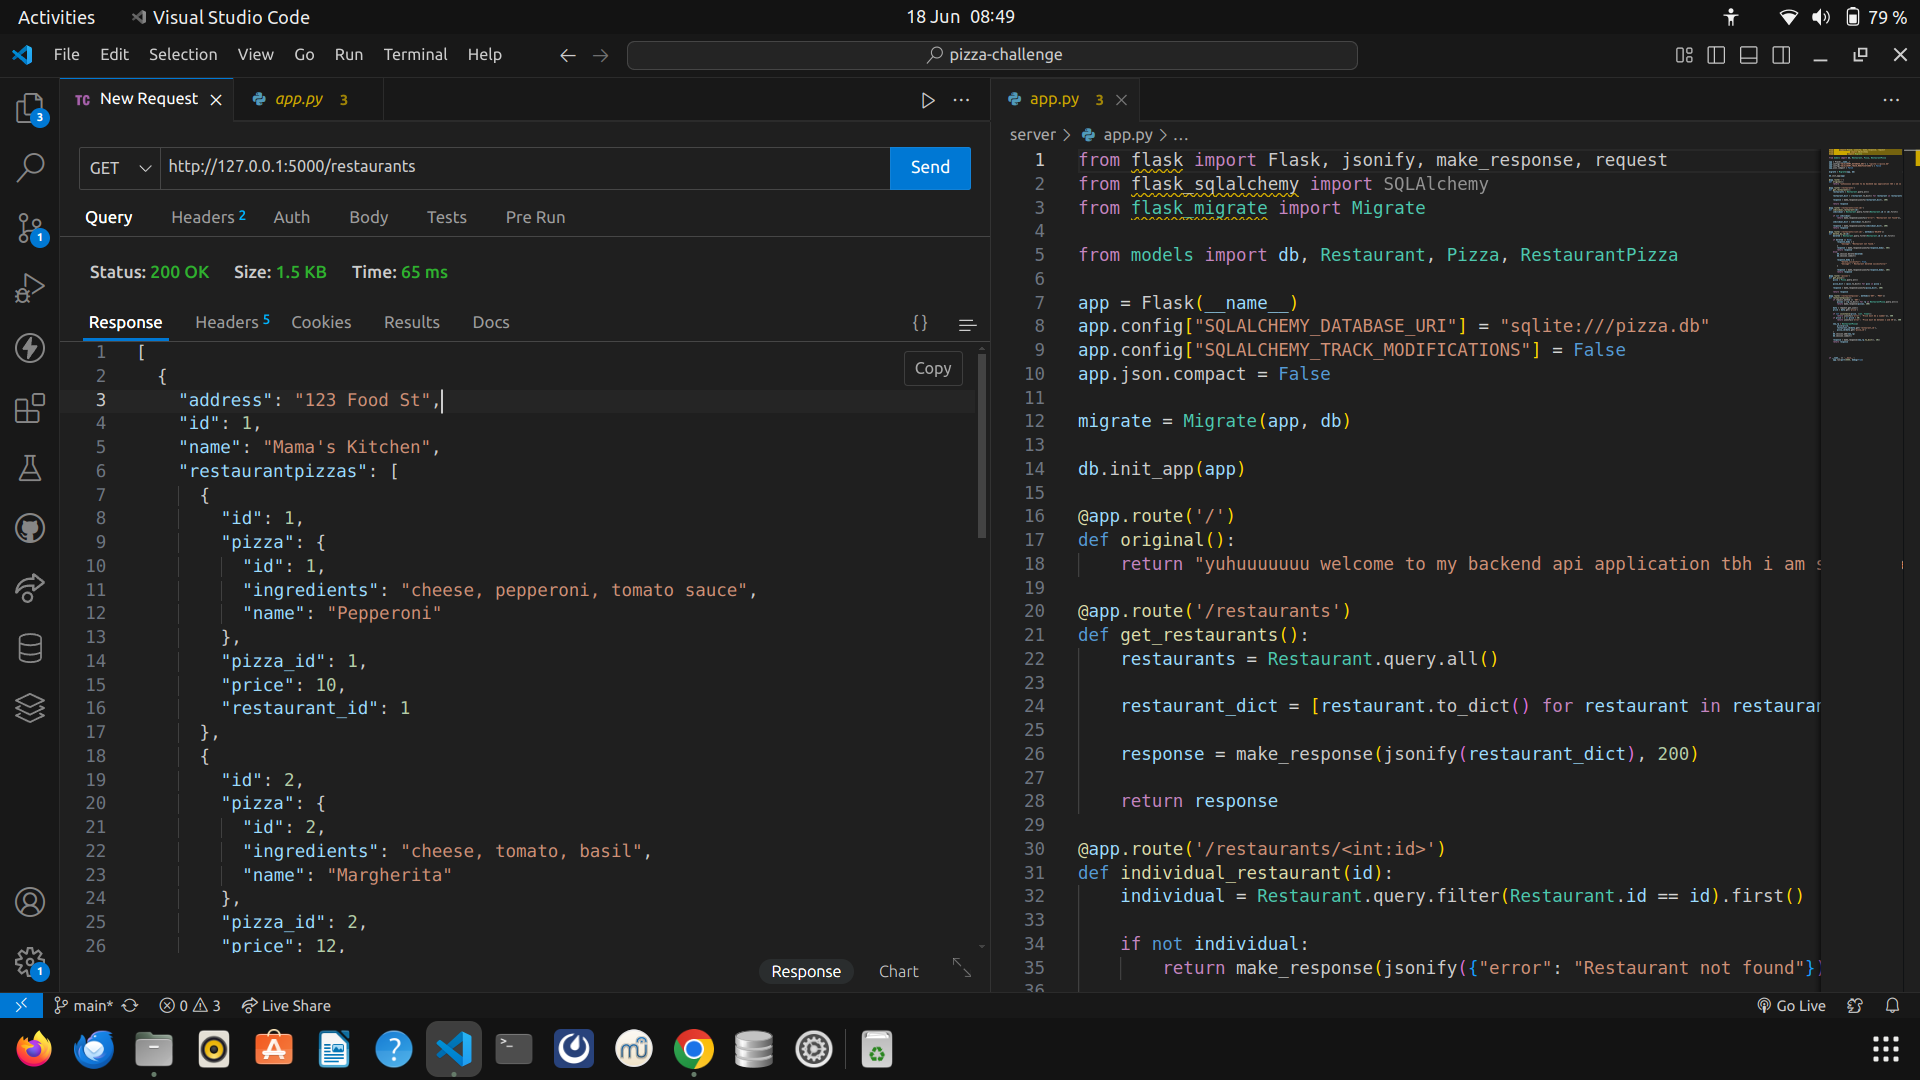 Activities Visual Studio Code 18 Jun 08:49 79 %
File Edit Selection View Go Run Terminal Help pizza-challenge
TC New Request app.py 3
GET http://127.0.0.1:5000/restaurants Send
Query Headers 2 Auth Body Tests Pre Run
Status: 200 OK Size: 1.5 KB Time: 65 ms
Response Headers 5 Cookies Results Docs {}
Copy
1 [
2 {
3 "address": "123 Food St",
4 "id": 1,
5 "name": "Mama's Kitchen",
6 "restaurantpizzas": [
7 {
8 "id": 1,
9 "pizza": {
10 "id": 1,
11 "ingredients": "cheese, pepperoni, tomato sauce",
12 "name": "Pepperoni"
13 },
14 "pizza_id": 1,
15 "price": 10,
16 "restaurant_id": 1
17 },
18 {
19 "id": 2,
20 "pizza": {
21 "id": 2,
22 "ingredients": "cheese, tomato, basil",
23 "name": "Margherita"
24 },
25 "pizza_id": 2,
26 "price": 12,
Response Chart
app.py 3
server > app.py > ...
1 from flask import Flask, jsonify, make_response, request
2 from flask_sqlalchemy import SQLAlchemy
3 from flask_migrate import Migrate
4
5 from models import db, Restaurant, Pizza, RestaurantPizza
6
7 app = Flask(__name__)
8 app.config["SQLALCHEMY_DATABASE_URI"] = "sqlite:///pizza.db"
9 app.config["SQLALCHEMY_TRACK_MODIFICATIONS"] = False
10 app.json.compact = False
11
12 migrate = Migrate(app, db)
13
14 db.init_app(app)
15
16 @app.route('/')
17 def original():
18 return "yuhuuuuuuu welcome to my backend api application tbh i am
19
20 @app.route('/restaurants')
21 def get_restaurants():
22 restaurants = Restaurant.query.all()
23
24 restaurant_dict = [restaurant.to_dict() for restaurant in restauran
25
26 response = make_response(jsonify(restaurant_dict), 200)
27
28 return response
29
30 @app.route('/restaurants/<int:id>')
31 def individual_restaurant(id):
32 individual = Restaurant.query.filter(Restaurant.id == id).first()
33
34 if not individual:
35 return make_response(jsonify({"error": "Restaurant not found"})
36
3 1 1
main* 0 3 Live Share Go Live